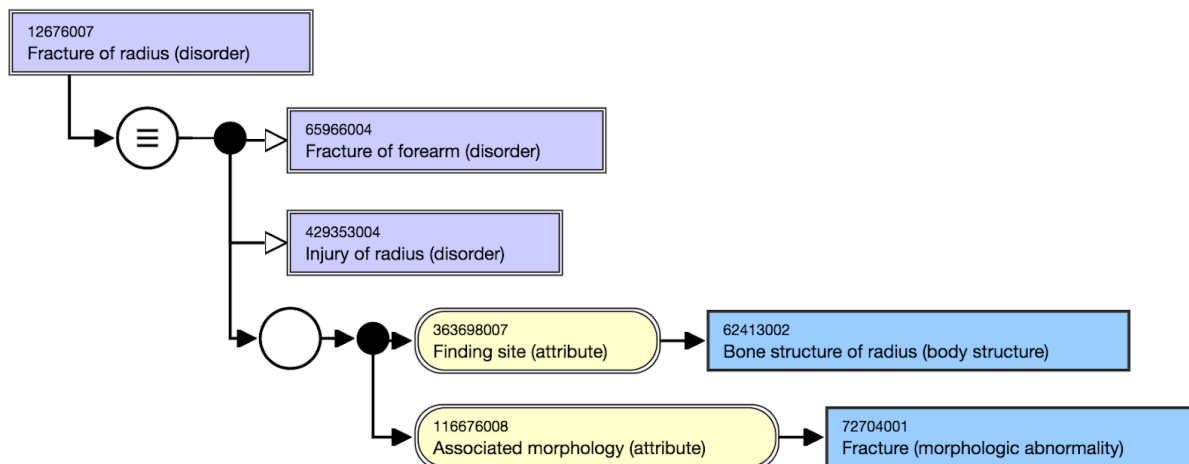 12676007
Fracture of radius (disorder)
65966004
Fracture of forearm (disorder)
429353004
Injury of radius (disorder)
363698007
Finding site (attribute)
62413002
Bone structure of radius (body structure)
116676008
Associated morphology (attribute)
72704001
Fracture (morphologic abnormality)